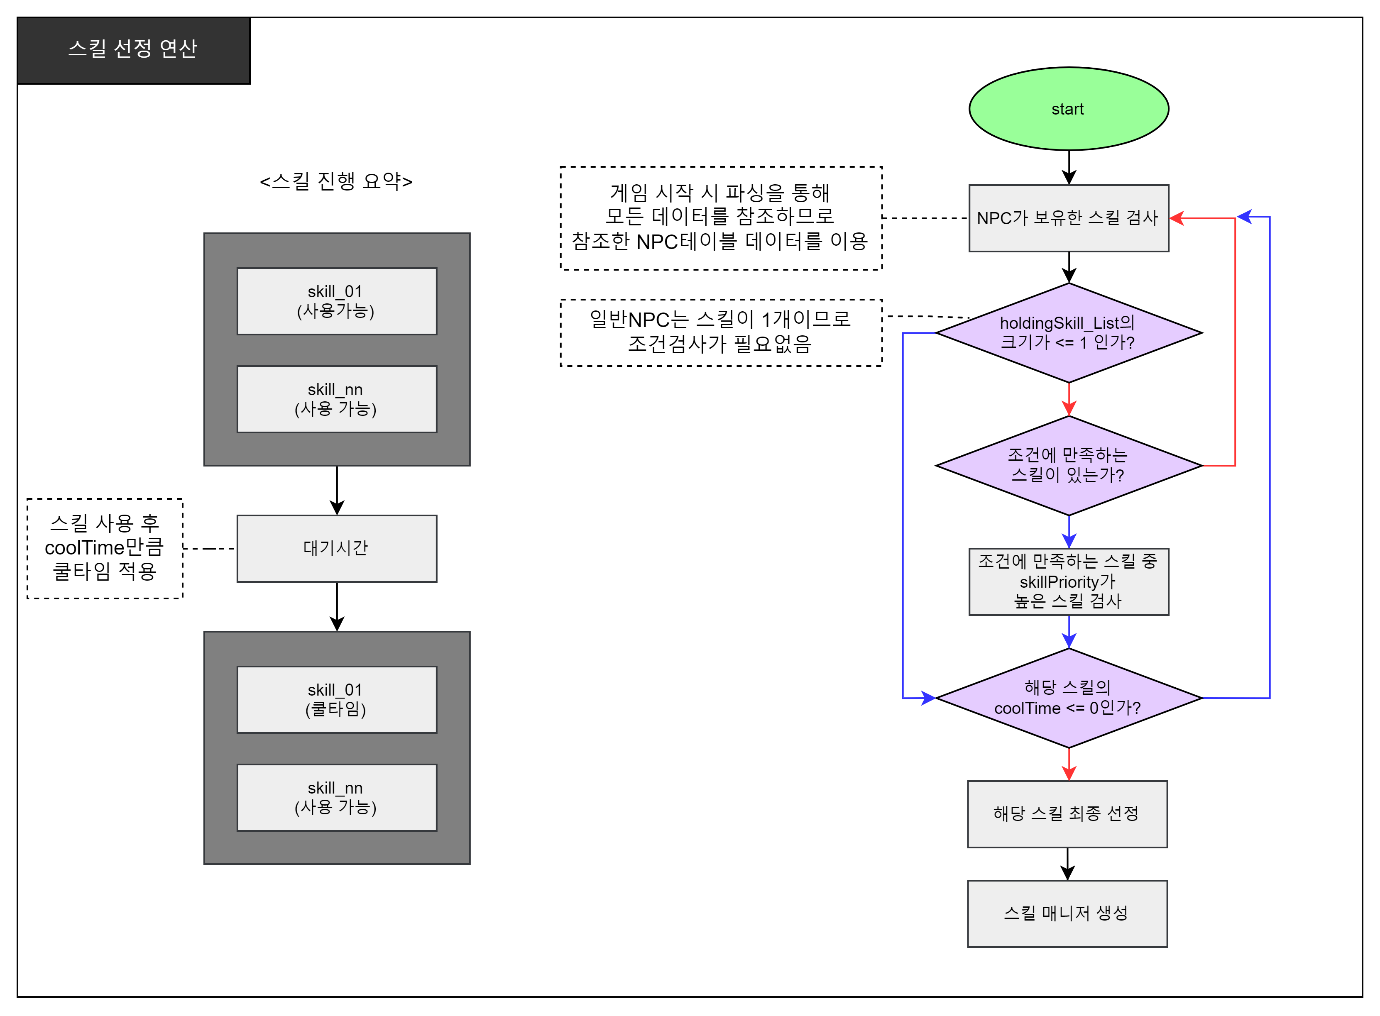 스킬 선정 연산
<스킬 진행 요약>
skill_01
(사용가능)
skill_nn
(사용 가능)
스킬 사용 후
coolTime만큼
쿨타임 적용
대기시간
skill_01
(쿨타임)
skill_nn
(사용 가능)
start
게임 시작 시 파싱을 통해
모든 데이터를 참조하므로
참조한 NPC테이블 데이터를 이용
NPC가 보유한 스킬 검사
일반NPC는 스킬이 1개이므로
조건검사가 필요없음
holdingSkill_List의
크기가 <= 1 인가?
조건에 만족하는
스킬이 있는가?
조건에 만족하는 스킬 중
skillPriority가
높은 스킬 검사
해당 스킬의
coolTime <= 0인가?
해당 스킬 최종 선정
스킬 매니저 생성